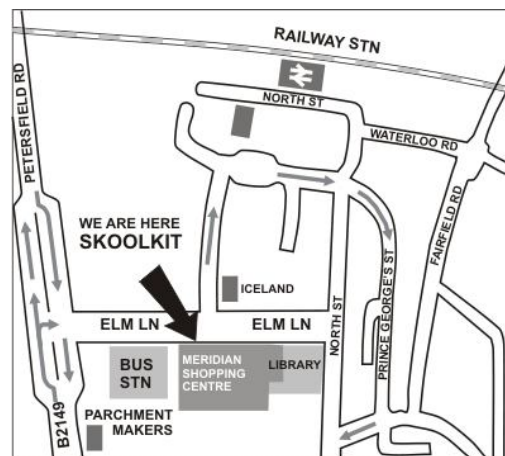 RAILWAY STN
NORTH ST
WATERLOO RD
PETERSFIELD RD
FAIRFIELD RD
WE ARE HERE
SKOOLKIT
ICELAND
PRINCE GEORGE'S ST
ELM LN
ELM LN
NORTH ST
BUS
STN
MERIDIAN
SHOPPING
CENTRE
LIBRARY
PARCHMENT
MAKERS
B2149